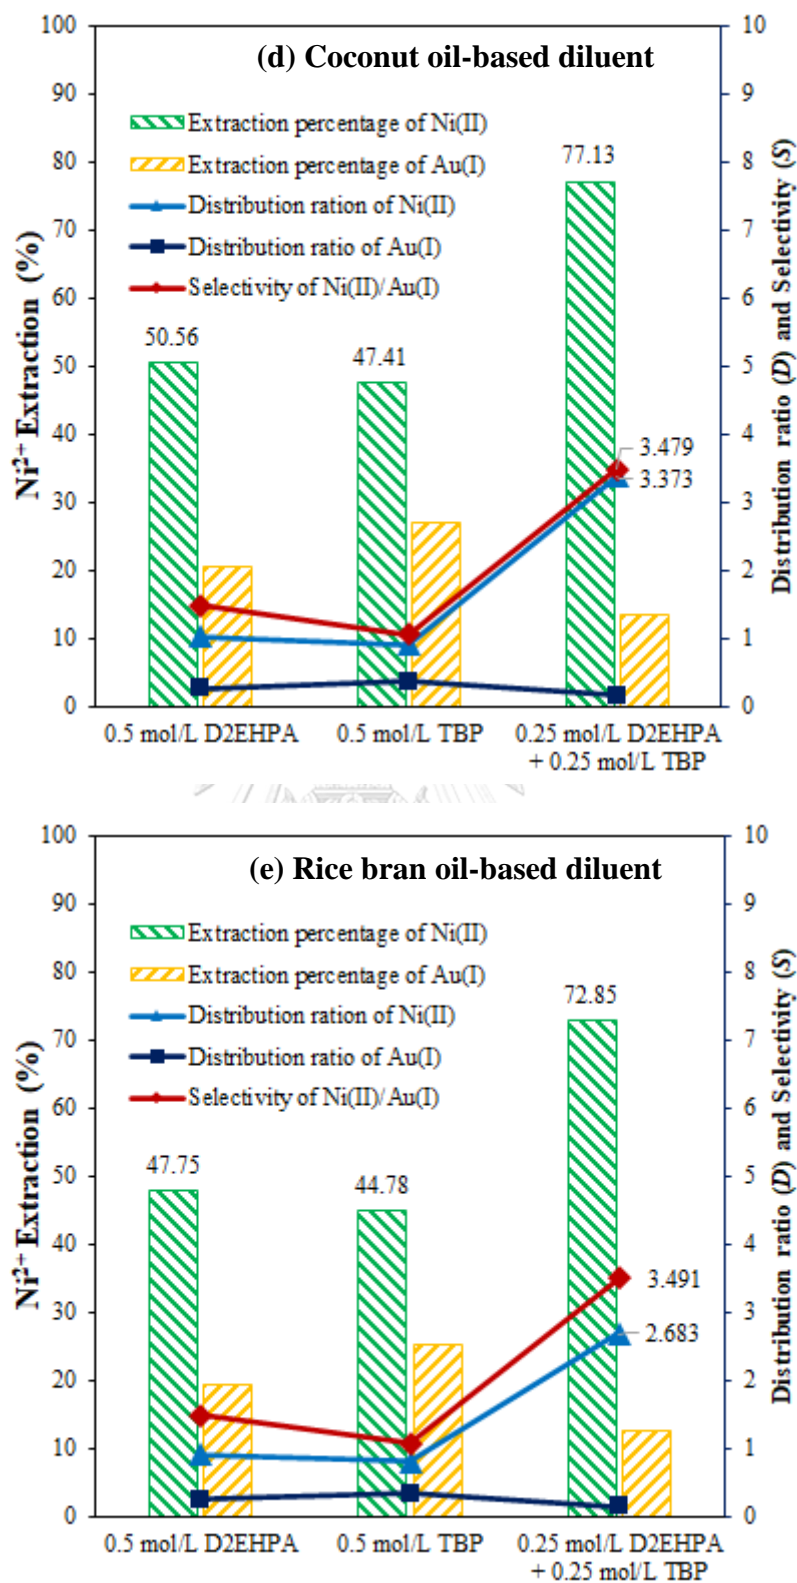 (d) Coconut oil-based diluent
Extraction percentage of Ni(II)
Extraction percentage of Au(I)
Distribution ration of Ni(II)
Distribution ratio of Au(I)
Selectivity of Ni(II)/Au(I)
Ni²⁺ Extraction (%)
100
90
80
70
60
50
40
30
20
10
0
50.56
47.41
77.13
3.479
3.373
10
9
8
7
6
5
4
3
2
1
0
Distribution ratio (D) and Selectivity (S)
0.5 mol/L D2EHPA
0.5 mol/L TBP
0.25 mol/L D2EHPA
+ 0.25 mol/L TBP
(e) Rice bran oil-based diluent
Extraction percentage of Ni(II)
Extraction percentage of Au(I)
Distribution ration of Ni(II)
Distribution ratio of Au(I)
Selectivity of Ni(II)/Au(I)
Ni²⁺ Extraction (%)
100
90
80
70
60
50
40
30
20
10
0
47.75
44.78
72.85
3.491
2.683
10
9
8
7
6
5
4
3
2
1
0
Distribution ratio (D) and Selectivity (S)
0.5 mol/L D2EHPA
0.5 mol/L TBP
0.25 mol/L D2EHPA
+ 0.25 mol/L TBP